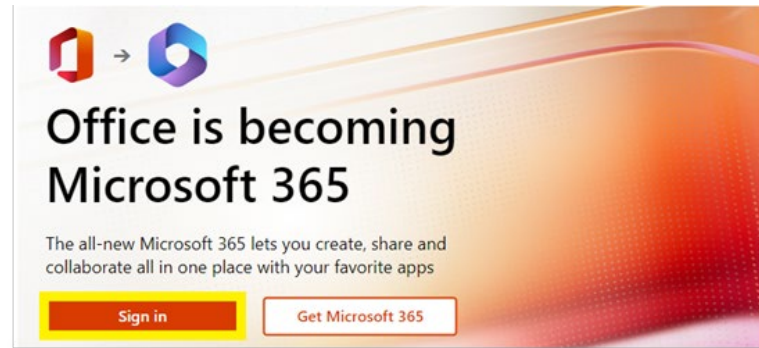 Office is becoming
Microsoft 365
The all-new Microsoft 365 lets you create, share and
collaborate all in one place with your favorite apps
Sign in
Get Microsoft 365